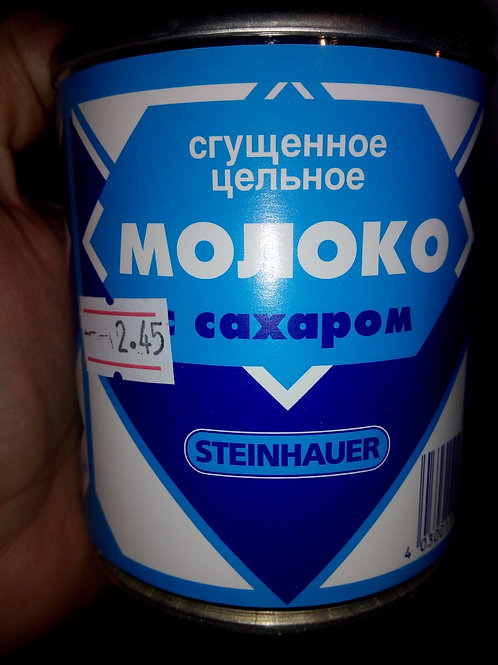 сгущенное
цельное
МОЛОКО
с сахаром
2.45
STEINHAUER